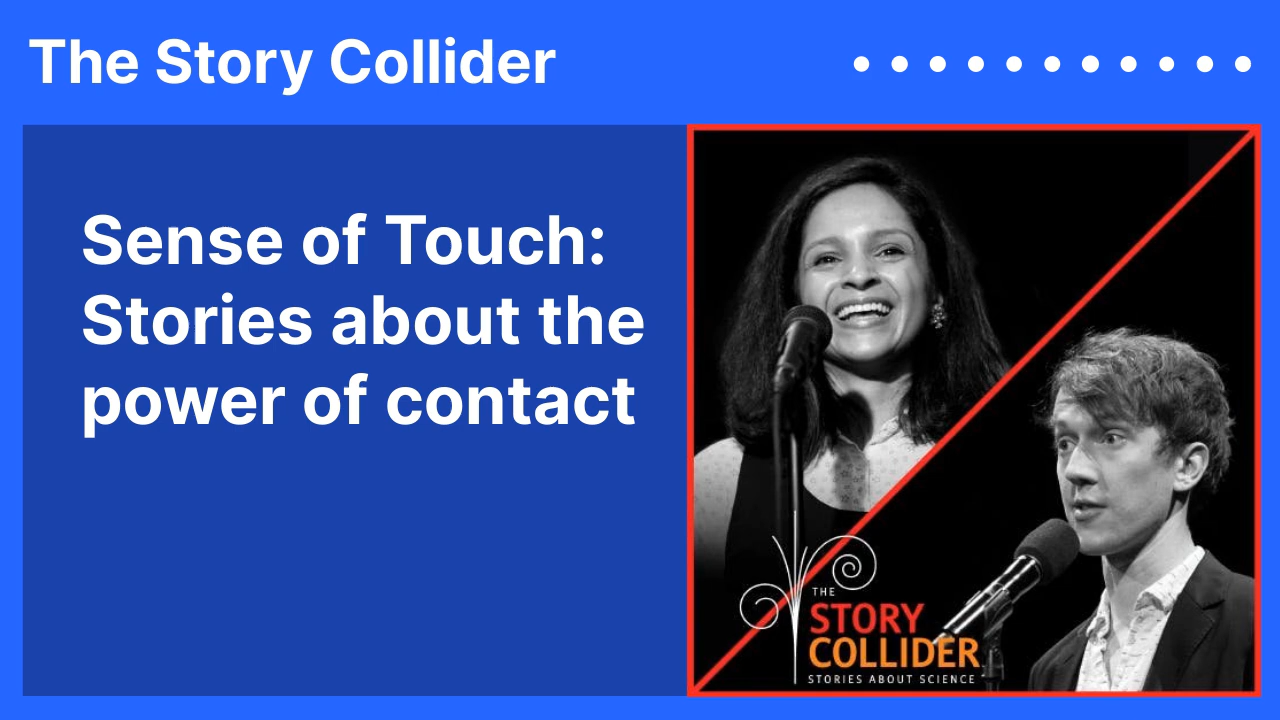 The Story Collider
Sense of Touch:
Stories about the
power of contact
THE
STORY
COLLIDER
STORIES ABOUT SCIENCE